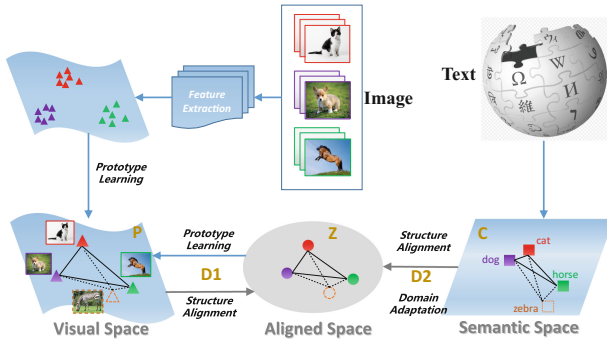 Feature
Extraction
Image
Text
Ω
W
И
維
Prototype
Learning
P
Prototype
Learning
D1
Structure
Alignment
Z
Structure
Alignment
D2
Domain
Adaptation
C
cat
dog
horse
zebra
Visual Space
Aligned Space
Semantic Space